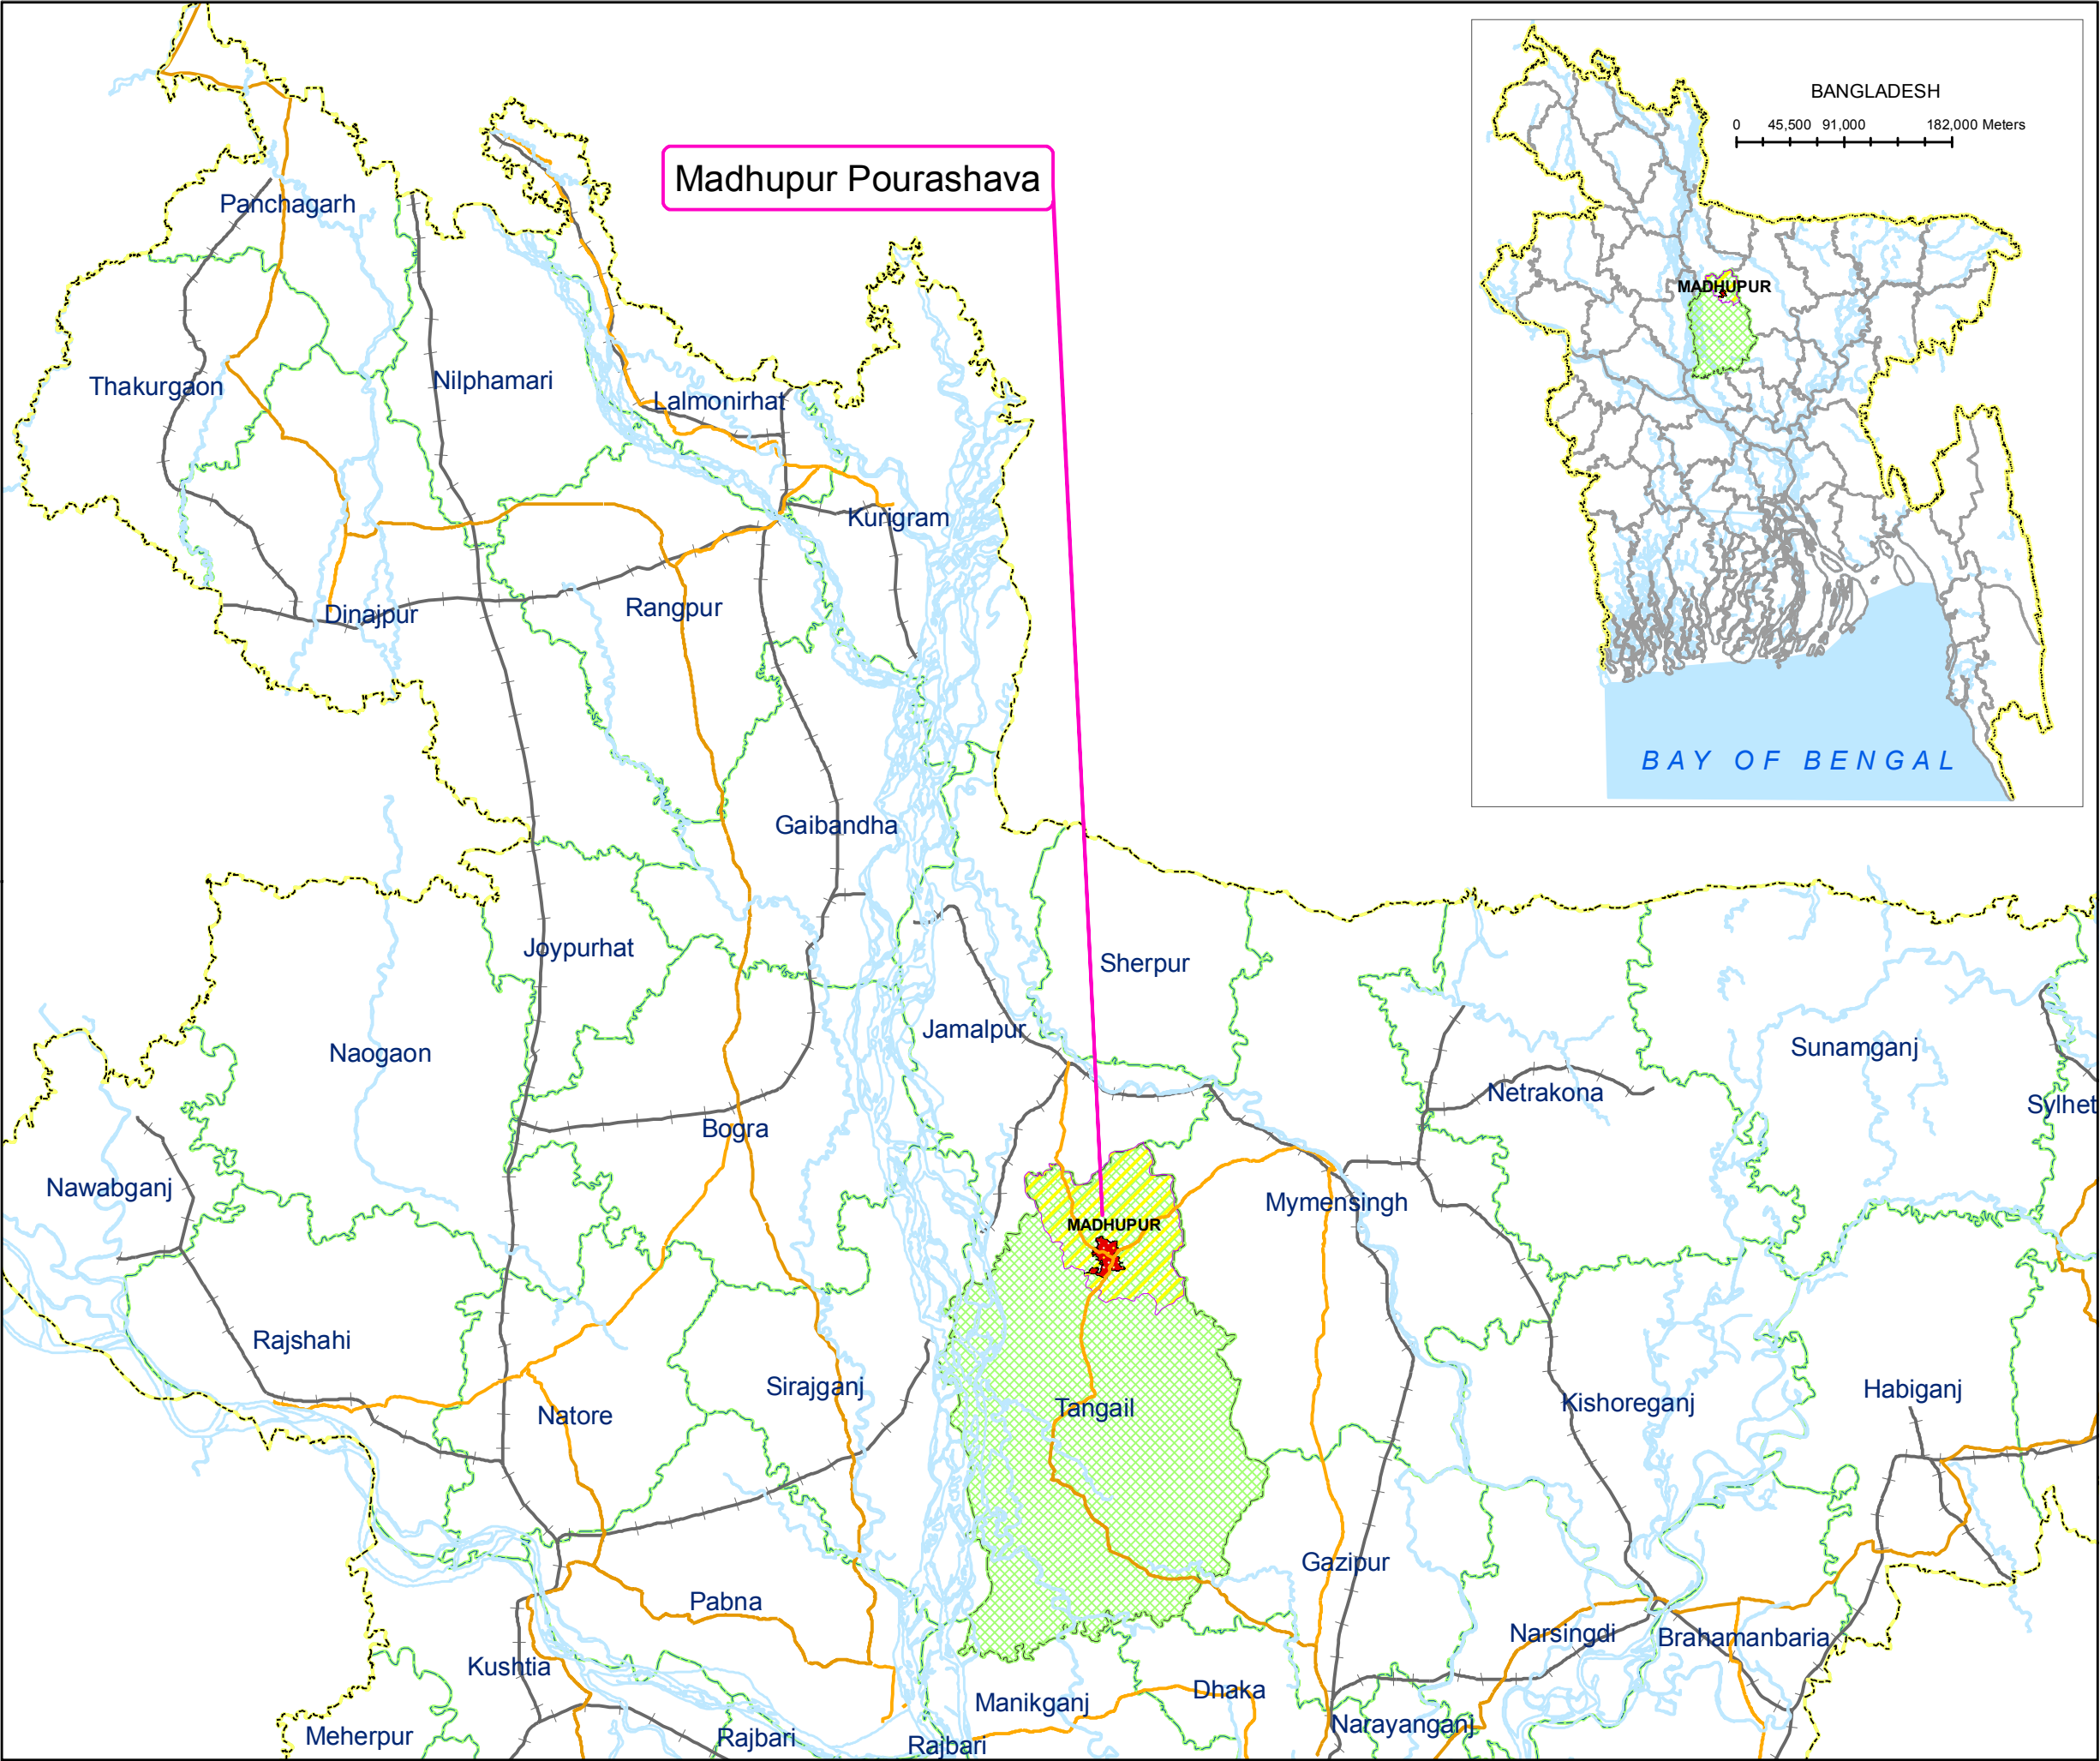 BANGLADESH
0 45,500 91,000 182,000 Meters
Madhupur Pourashava
Panchagarh
MADHUPUR
Thakurgaon
Nilphamari
Lalmonirhat
Kurigram
Dinajpur
Rangpur
BAY OF BENGAL
Gaibandha
Joypurhat
Sherpur
Jamalpur
Naogaon
Sunamganj
Netrakona
Sylhet
Bogra
Nawabganj
Mymensingh
MADHUPUR
Rajshahi
Sirajganj
Habiganj
Natore
Tangail
Kishoreganj
Gazipur
Pabna
Narsingdi
Brahamanbaria
Kushtia
Dhaka
Manikganj
Narayanganj
Meherpur
Rajbari
Rajbari